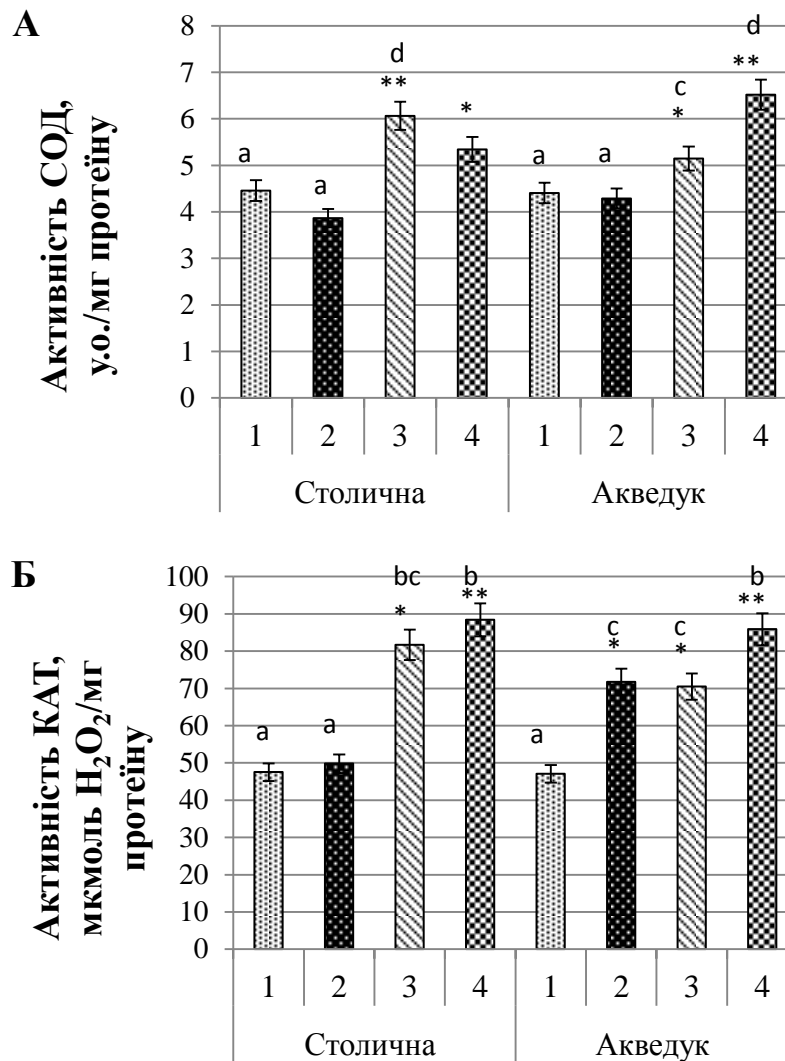 А
Активність СОД,
у.о./мг протеїну
8
7
6
5
4
3
2
1
0
a
a
d
**
*
a
a
c
*
d
**
1 2 3 4 1 2 3 4
Столична Акведук
Б
Активність КАТ,
мкмоль H₂O₂/мг
протеїну
100
90
80
70
60
50
40
30
20
10
0
a
a
bc
*
b
**
a
c
*
c
*
b
**
1 2 3 4 1 2 3 4
Столична Акведук